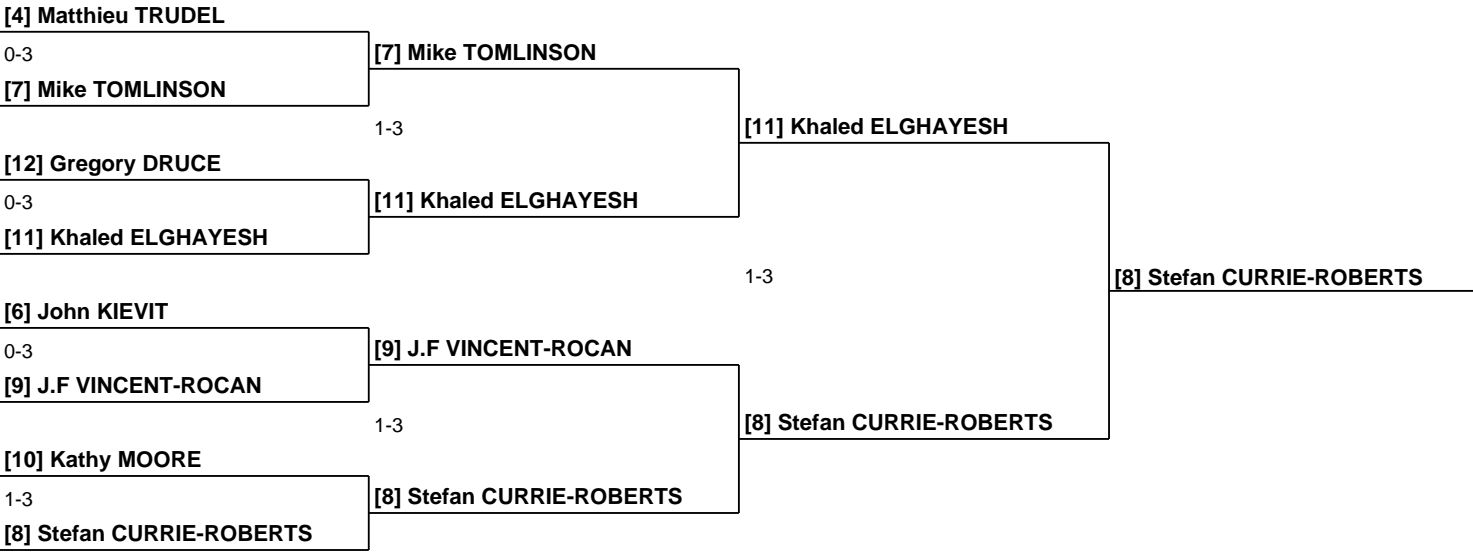 [4] Matthieu TRUDEL
0-3
[7] Mike TOMLINSON
[7] Mike TOMLINSON
1-3
[11] Khaled ELGHAYESH
[12] Gregory DRUCE
0-3
[11] Khaled ELGHAYESH
[11] Khaled ELGHAYESH
1-3
[8] Stefan CURRIE-ROBERTS
[6] John KIEVIT
0-3
[9] J.F VINCENT-ROCAN
[9] J.F VINCENT-ROCAN
1-3
[8] Stefan CURRIE-ROBERTS
[10] Kathy MOORE
1-3
[8] Stefan CURRIE-ROBERTS
[8] Stefan CURRIE-ROBERTS